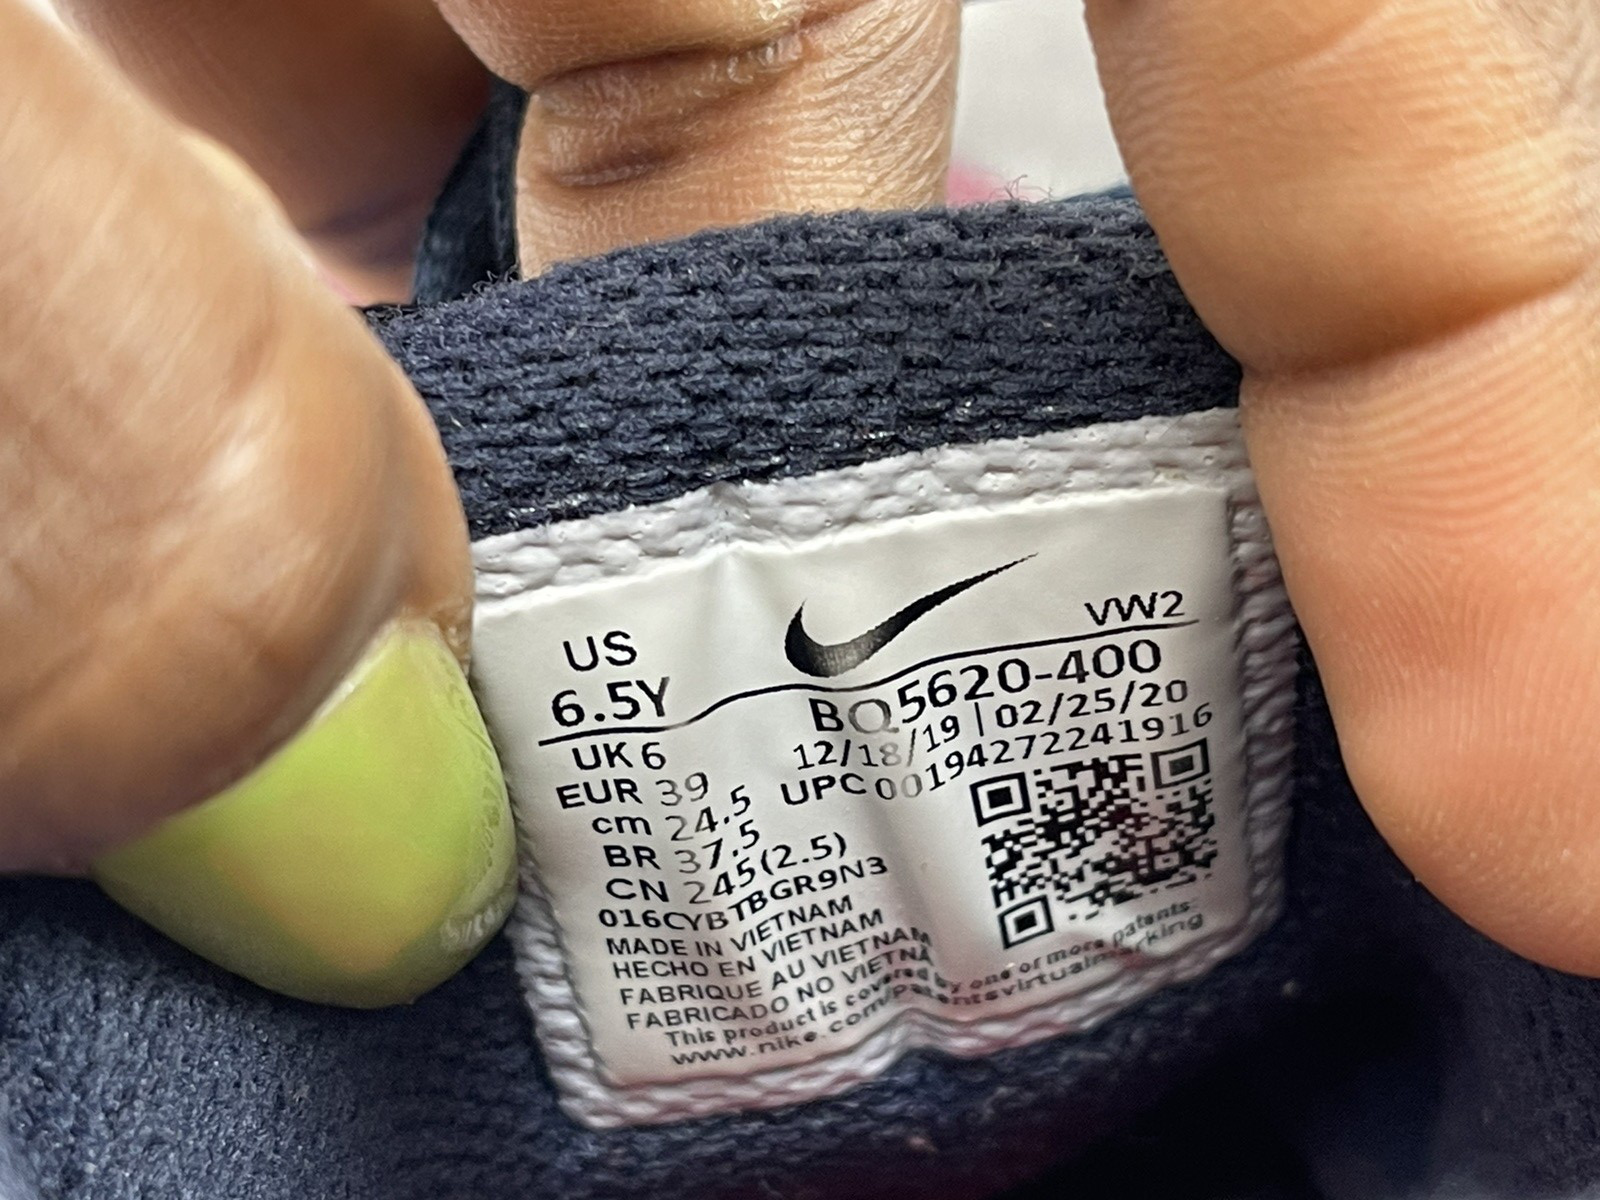 VW2
US
6.5Y
BQ5620-400
12/18/19 | 02/25/20
UPC 00194272241916
UK 6
EUR 39
cm 24.5
BR 37.5
CN 245(2.5)
016CYBTBGR9N3
MADE IN VIETNAM
HECHO EN VIETNAM
FABRIQUE AU VIETNAM
FABRICADO NO VIETNÃ
This product is covered by one or more patents:
www.nike.com/patentsvirtualmarking